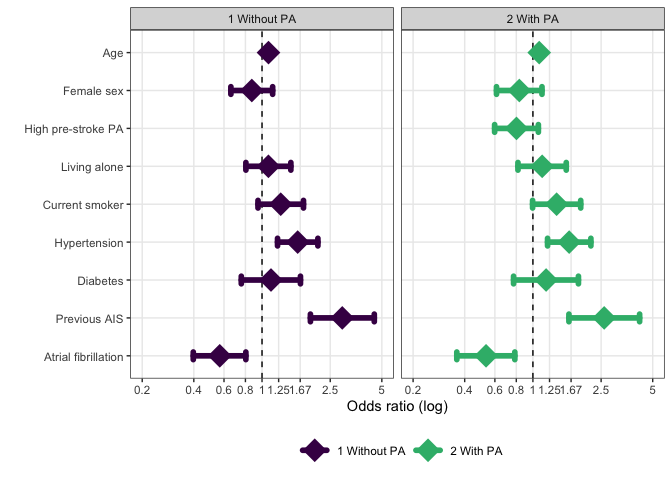 1 Without PA
2 With PA
Age
Female sex
High pre-stroke PA
Living alone
Current smoker
Hypertension
Diabetes
Previous AIS
Atrial fibrillation
0.2 0.4 0.6 0.8 1 1.25 1.67 2.5 5
0.2 0.4 0.6 0.8 1 1.25 1.67 2.5 5
Odds ratio (log)
1 Without PA 2 With PA